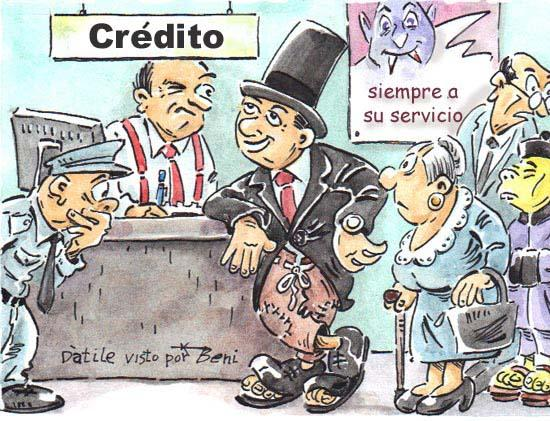 Crédito
siempre a
su servicio
Dàtile visto por Beni